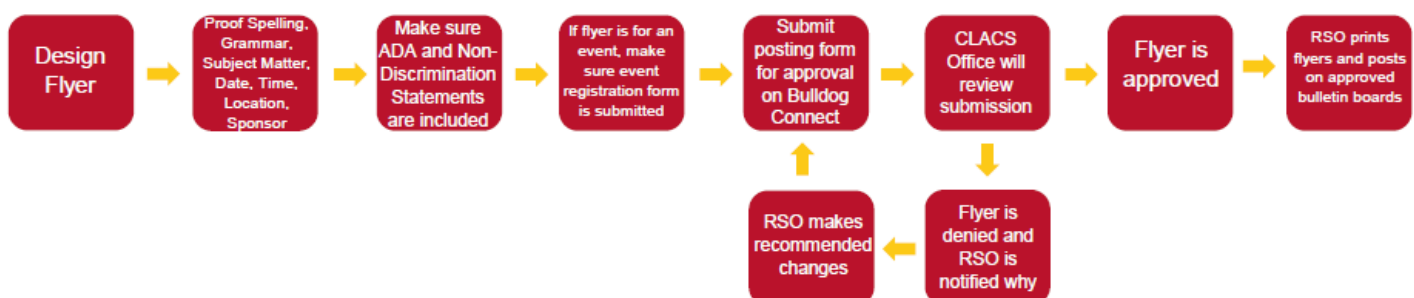 Design
Flyer
Proof Spelling,
Grammar,
Subject Matter,
Date, Time,
Location,
Sponsor
Make sure
ADA and Non-
Discrimination
Statements
are included
If flyer is for an
event, make
sure event
registration form
is submitted
Submit
posting form
for approval
on Bulldog
Connect
CLACS
Office will
review
submission
Flyer is
approved
RSO prints
flyers and posts
on approved
bulletin boards
RSO makes
recommended
changes
Flyer is
denied and
RSO is
notified why